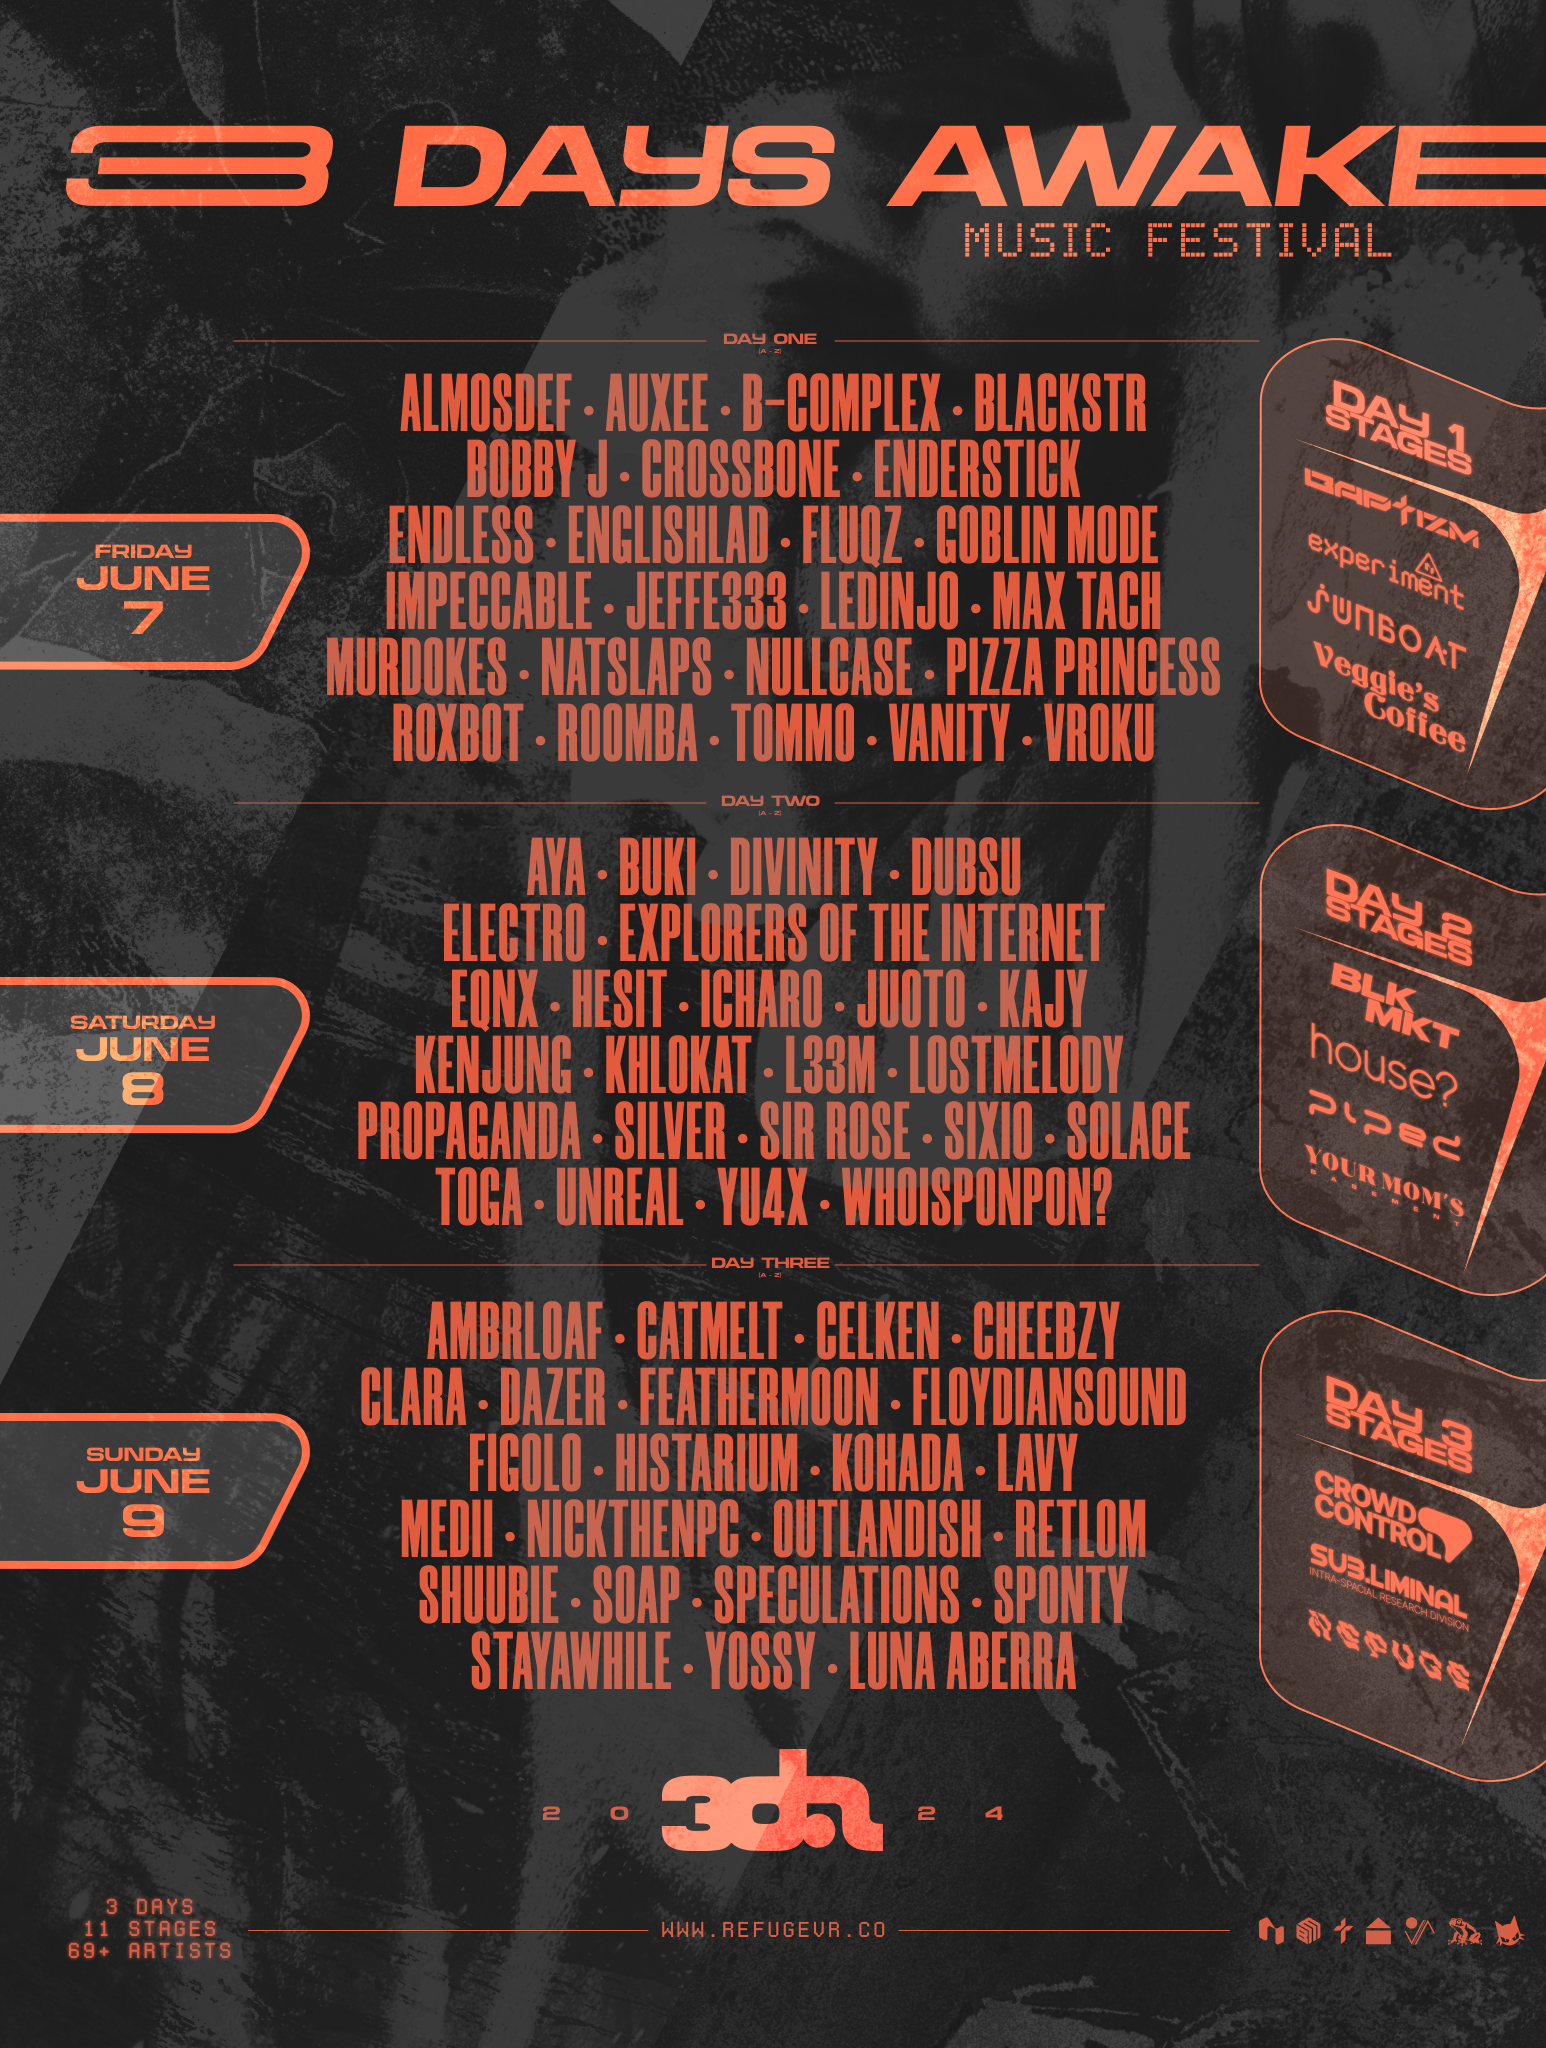 3 DAYS AWAKE
MUSIC FESTIVAL
DAY ONE
(A - Z)
ALMOSDEF • AUXEE • B-COMPLEX • BLACKSTR
BOBBY J • CROSSBONE • ENDERSTICK
ENDLESS • ENGLISHLAD • FLUQZ • GOBLIN MODE
IMPECCABLE • JEFFE333 • LEDINJO • MAX TACH
MURDOKES • NATSLAPS • NULLCASE • PIZZA PRINCESS
ROXBOT • ROOMBA • TOMMO • VANITY • VROKU
FRIDAY
JUNE
7
DAY 1
STAGES
BAPTIZM
experiment
SUNBOAT
Veggie's
Coffee
DAY TWO
(A - Z)
AYA • BUKI • DIVINITY • DUBSU
ELECTRO • EXPLORERS OF THE INTERNET
EQNX • HESIT • ICHARO • JUOTO • KAJY
KENJUNG • KHLOKAT • L33M • LOSTMELODY
PROPAGANDA • SILVER • SIR ROSE • SIXIO • SOLACE
TOGA • UNREAL • YU4X • WHOISPONPON?
SATURDAY
JUNE
8
DAY 2
STAGES
BLK
MKT
house?
piped
YOUR MOM'S
BASEMENT
DAY THREE
(A - Z)
AMBRLOAF • CATMELT • CELKEN • CHEEBZY
CLARA • DAZER • FEATHERMOON • FLOYDIANSOUND
FIGOLO • HISTARIUM • KOHADA • LAVY
MEDII • NICKTHENPC • OUTLANDISH • RETLOM
SHUUBIE • SOAP • SPECULATIONS • SPONTY
STAYAWHILE • YOSSY • LUNA ABERRA
SUNDAY
JUNE
9
DAY 3
STAGES
CROWD
CONTROL
SUB.LIMINAL
INTRA-SPACIAL RESEARCH DIVISION
REFUGE
20 3da 24
3 DAYS
11 STAGES
69+ ARTISTS
WWW.REFUGEVR.CO